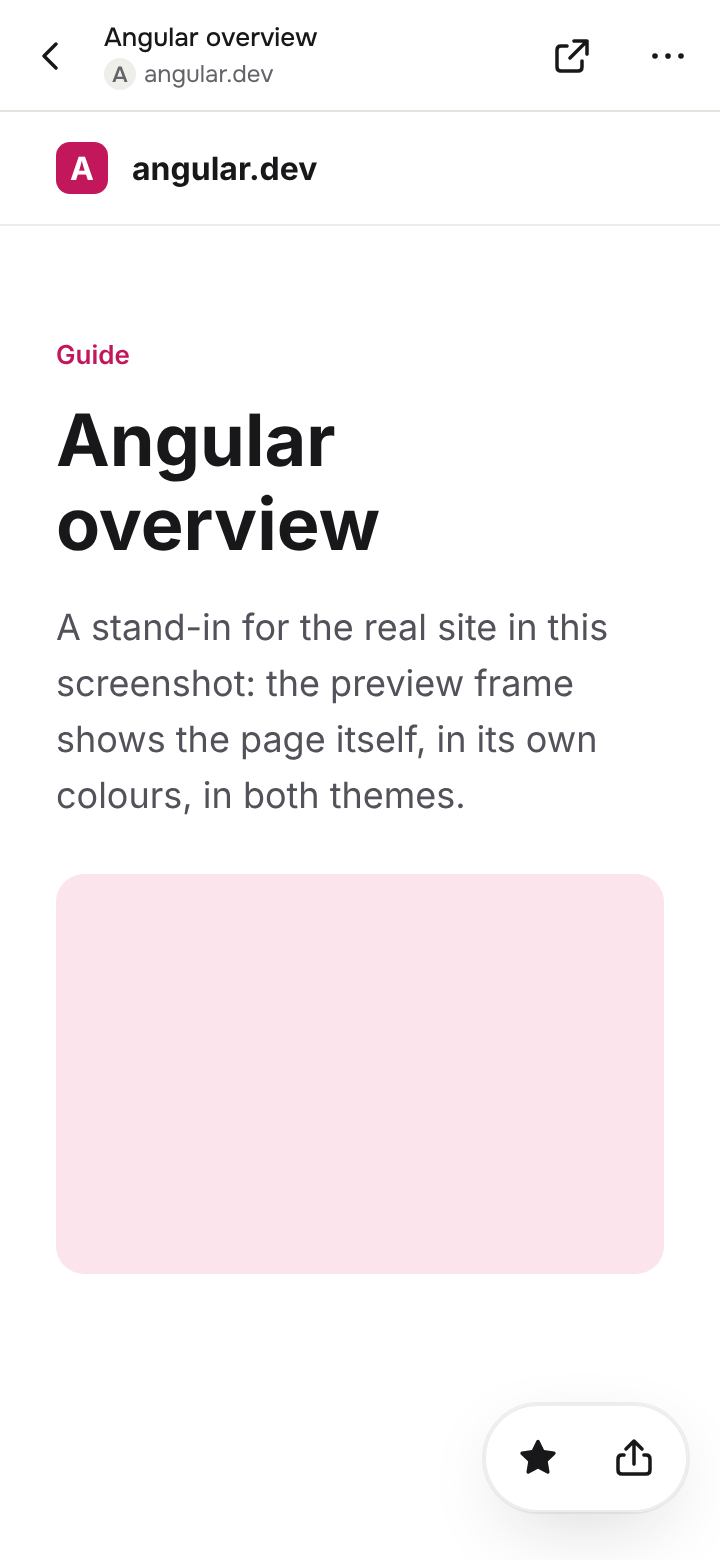 Angular overview
A angular.dev
A angular.dev
Guide
Angular
overview
A stand-in for the real site in this
screenshot: the preview frame
shows the page itself, in its own
colours, in both themes.